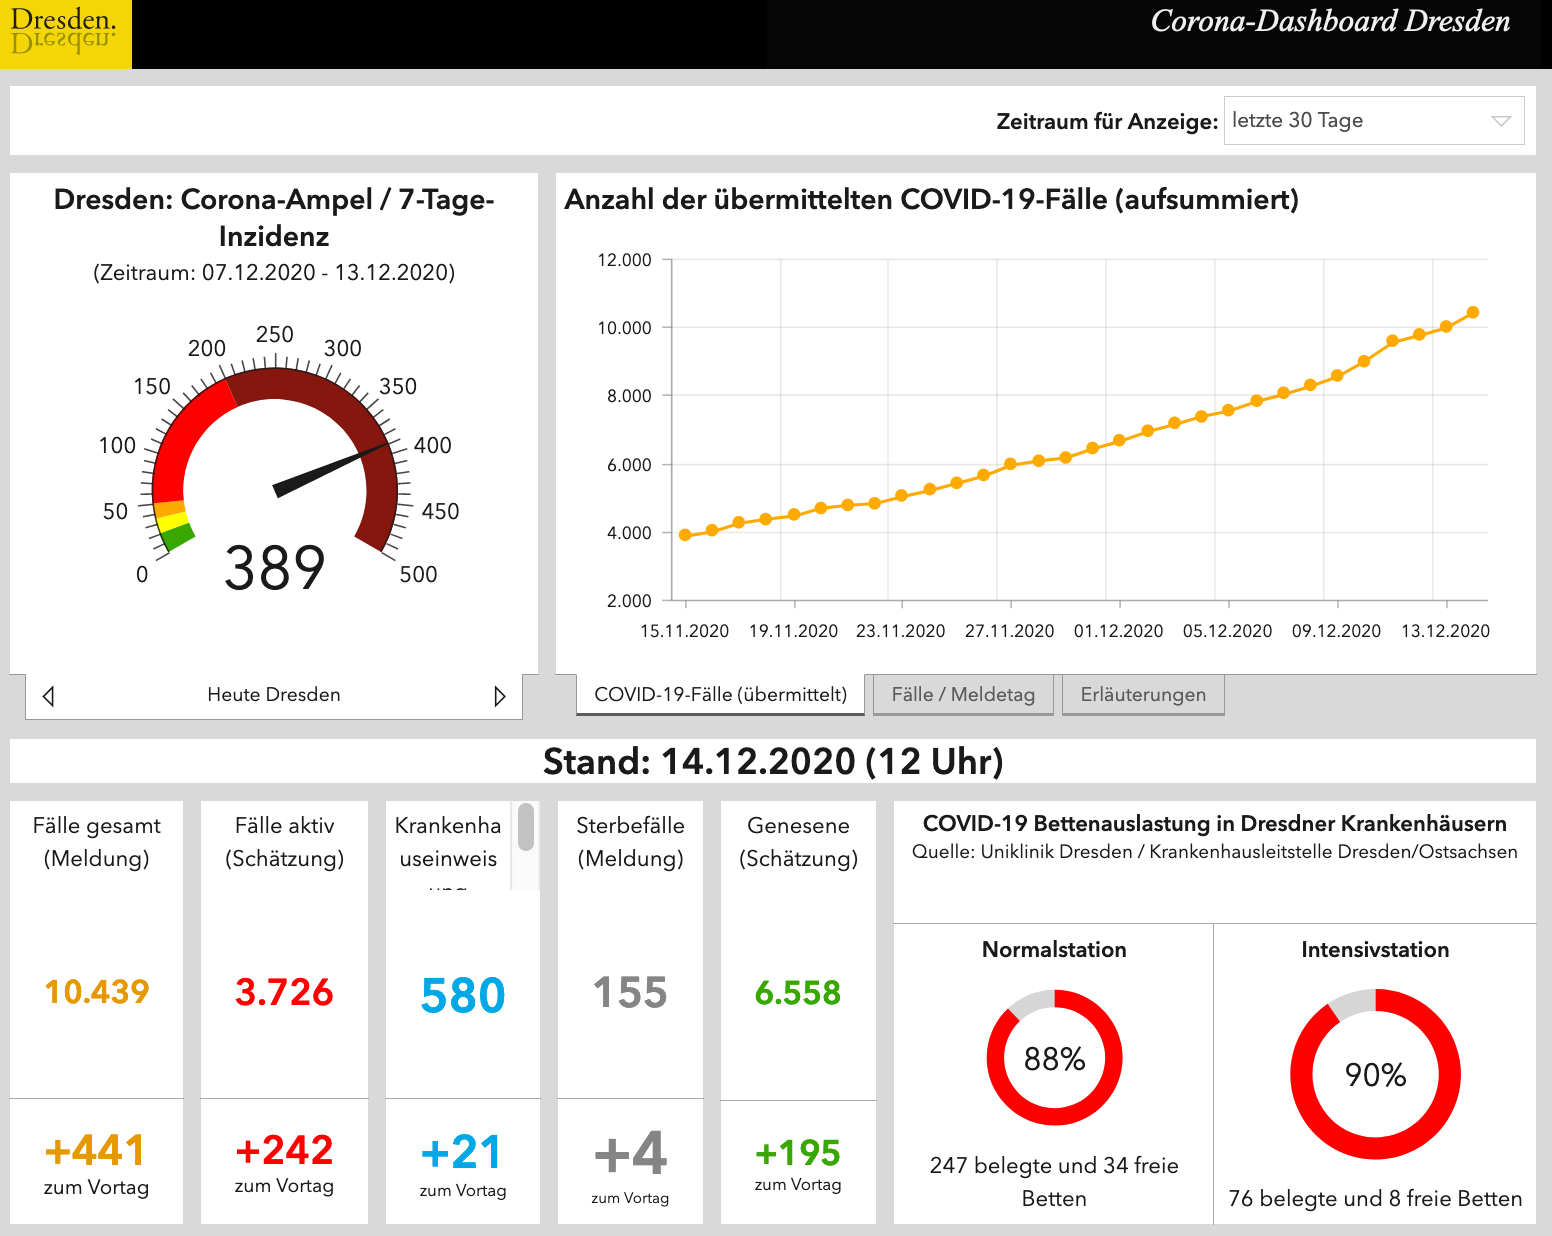 Dresden.
Corona-Dashboard Dresden
Zeitraum für Anzeige:
letzte 30 Tage
Dresden: Corona-Ampel / 7-Tage-
Inzidenz
(Zeitraum: 07.12.2020 - 13.12.2020)
0
50
100
150
200
250
300
350
400
450
500
389
Heute Dresden
Anzahl der übermittelten COVID-19-Fälle (aufsummiert)
12.000
10.000
8.000
6.000
4.000
2.000
15.11.2020 19.11.2020 23.11.2020 27.11.2020 01.12.2020 05.12.2020 09.12.2020 13.12.2020
COVID-19-Fälle (übermittelt)
Fälle / Meldetag
Erläuterungen
Stand: 14.12.2020 (12 Uhr)
Fälle gesamt
(Meldung)
10.439
+441
zum Vortag
Fälle aktiv
(Schätzung)
3.726
+242
zum Vortag
Krankenha
useinweis
ung
580
+21
zum Vortag
Sterbefälle
(Meldung)
155
+4
zum Vortag
Genesene
(Schätzung)
6.558
+195
zum Vortag
COVID-19 Bettenauslastung in Dresdner Krankenhäusern
Quelle: Uniklinik Dresden / Krankenhausleitstelle Dresden/Ostsachsen
Normalstation
88%
247 belegte und 34 freie
Betten
Intensivstation
90%
76 belegte und 8 freie Betten